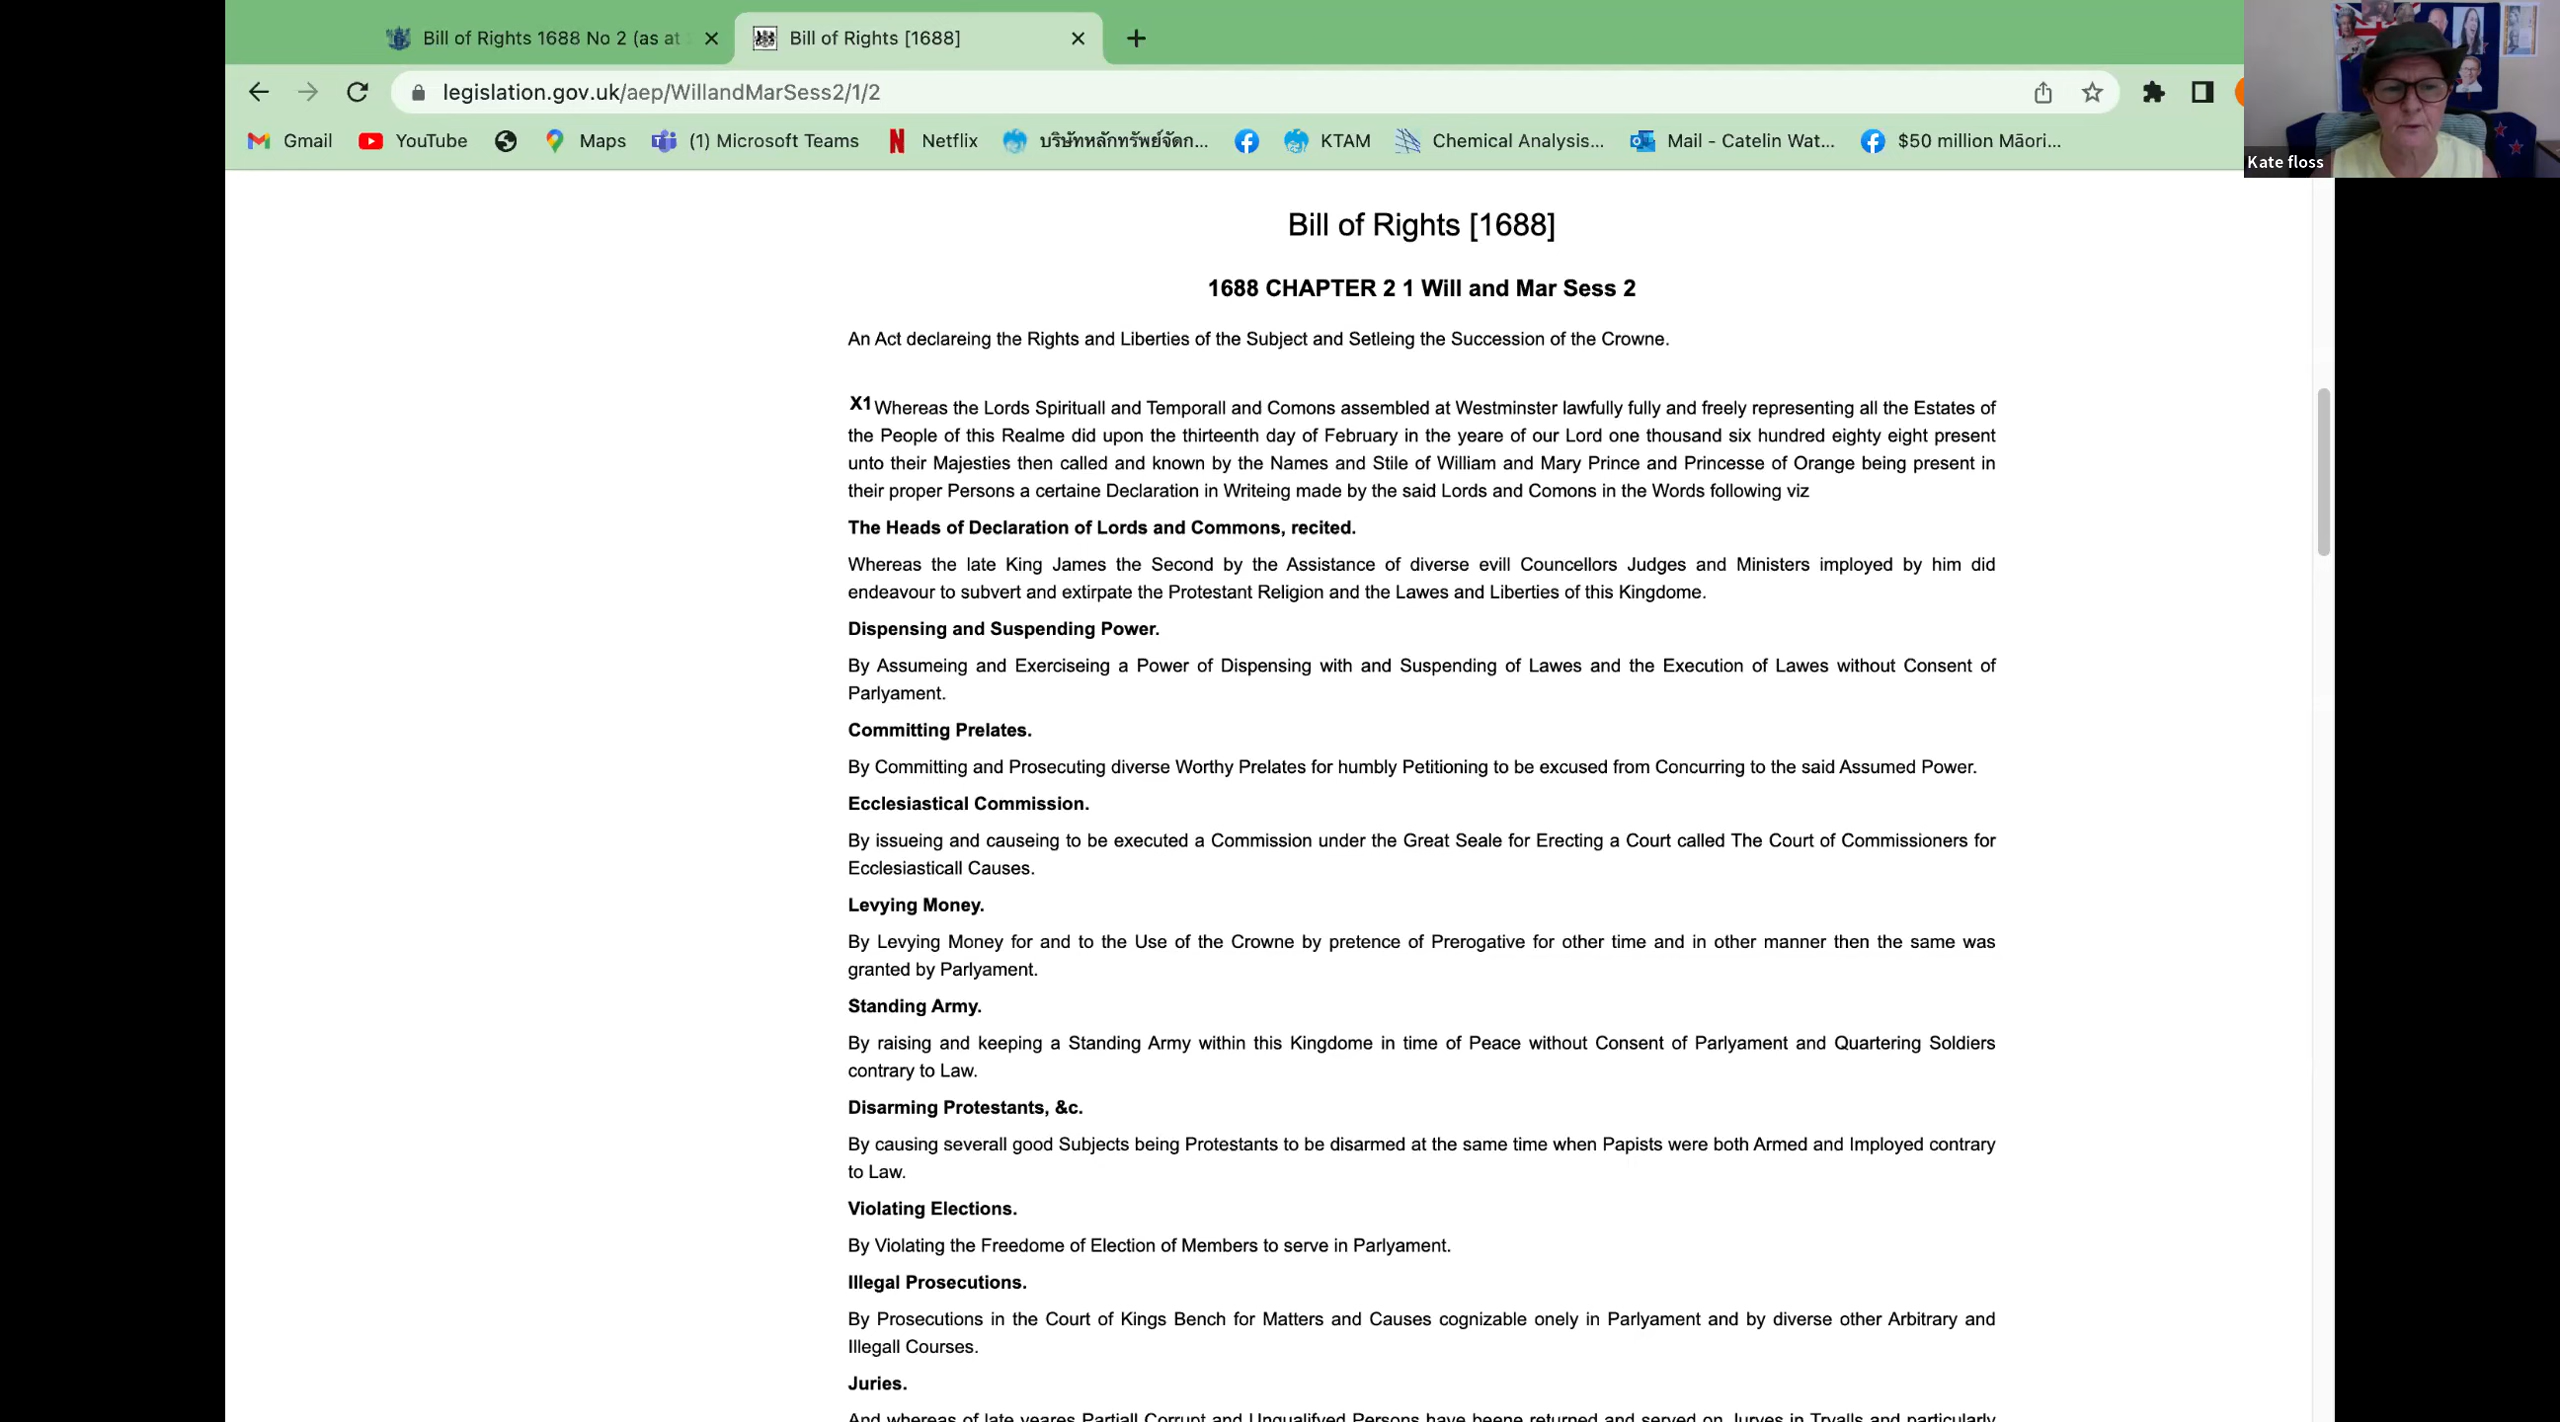 Bill of Rights 1688 No 2 (as at
Bill of Rights [1688]
legislation.gov.uk/aep/WillandMarSess2/1/2
Gmail
YouTube
Maps
(1) Microsoft Teams
Netflix
บริษัทหลักทรัพย์จัดก...
KTAM
Chemical Analysis...
Mail - Catelin Wat...
$50 million Māori...
Kate floss
Bill of Rights [1688]
1688 CHAPTER 2 1 Will and Mar Sess 2
An Act declareing the Rights and Liberties of the Subject and Setleing the Succession of the Crowne.
X1 Whereas the Lords Spirituall and Temporall and Comons assembled at Westminster lawfully fully and freely representing all the Estates of
the People of this Realme did upon the thirteenth day of February in the yeare of our Lord one thousand six hundred eighty eight present
unto their Majesties then called and known by the Names and Stile of William and Mary Prince and Princesse of Orange being present in
their proper Persons a certaine Declaration in Writeing made by the said Lords and Comons in the Words following viz
The Heads of Declaration of Lords and Commons, recited.
Whereas the late King James the Second by the Assistance of diverse evill Councellors Judges and Ministers imployed by him did
endeavour to subvert and extirpate the Protestant Religion and the Lawes and Liberties of this Kingdome.
Dispensing and Suspending Power.
By Assumeing and Exerciseing a Power of Dispensing with and Suspending of Lawes and the Execution of Lawes without Consent of
Parlyament.
Committing Prelates.
By Committing and Prosecuting diverse Worthy Prelates for humbly Petitioning to be excused from Concurring to the said Assumed Power.
Ecclesiastical Commission.
By issueing and causeing to be executed a Commission under the Great Seale for Erecting a Court called The Court of Commissioners for
Ecclesiasticall Causes.
Levying Money.
By Levying Money for and to the Use of the Crowne by pretence of Prerogative for other time and in other manner then the same was
granted by Parlyament.
Standing Army.
By raising and keeping a Standing Army within this Kingdome in time of Peace without Consent of Parlyament and Quartering Soldiers
contrary to Law.
Disarming Protestants, &c.
By causing severall good Subjects being Protestants to be disarmed at the same time when Papists were both Armed and Imployed contrary
to Law.
Violating Elections.
By Violating the Freedome of Election of Members to serve in Parlyament.
Illegal Prosecutions.
By Prosecutions in the Court of Kings Bench for Matters and Causes cognizable onely in Parlyament and by diverse other Arbitrary and
Illegall Courses.
Juries.
And whereas of late yeares Partiall Corrupt and Unqualifyed Persons have beene returned and served on Juryes in Tryalls and particularly